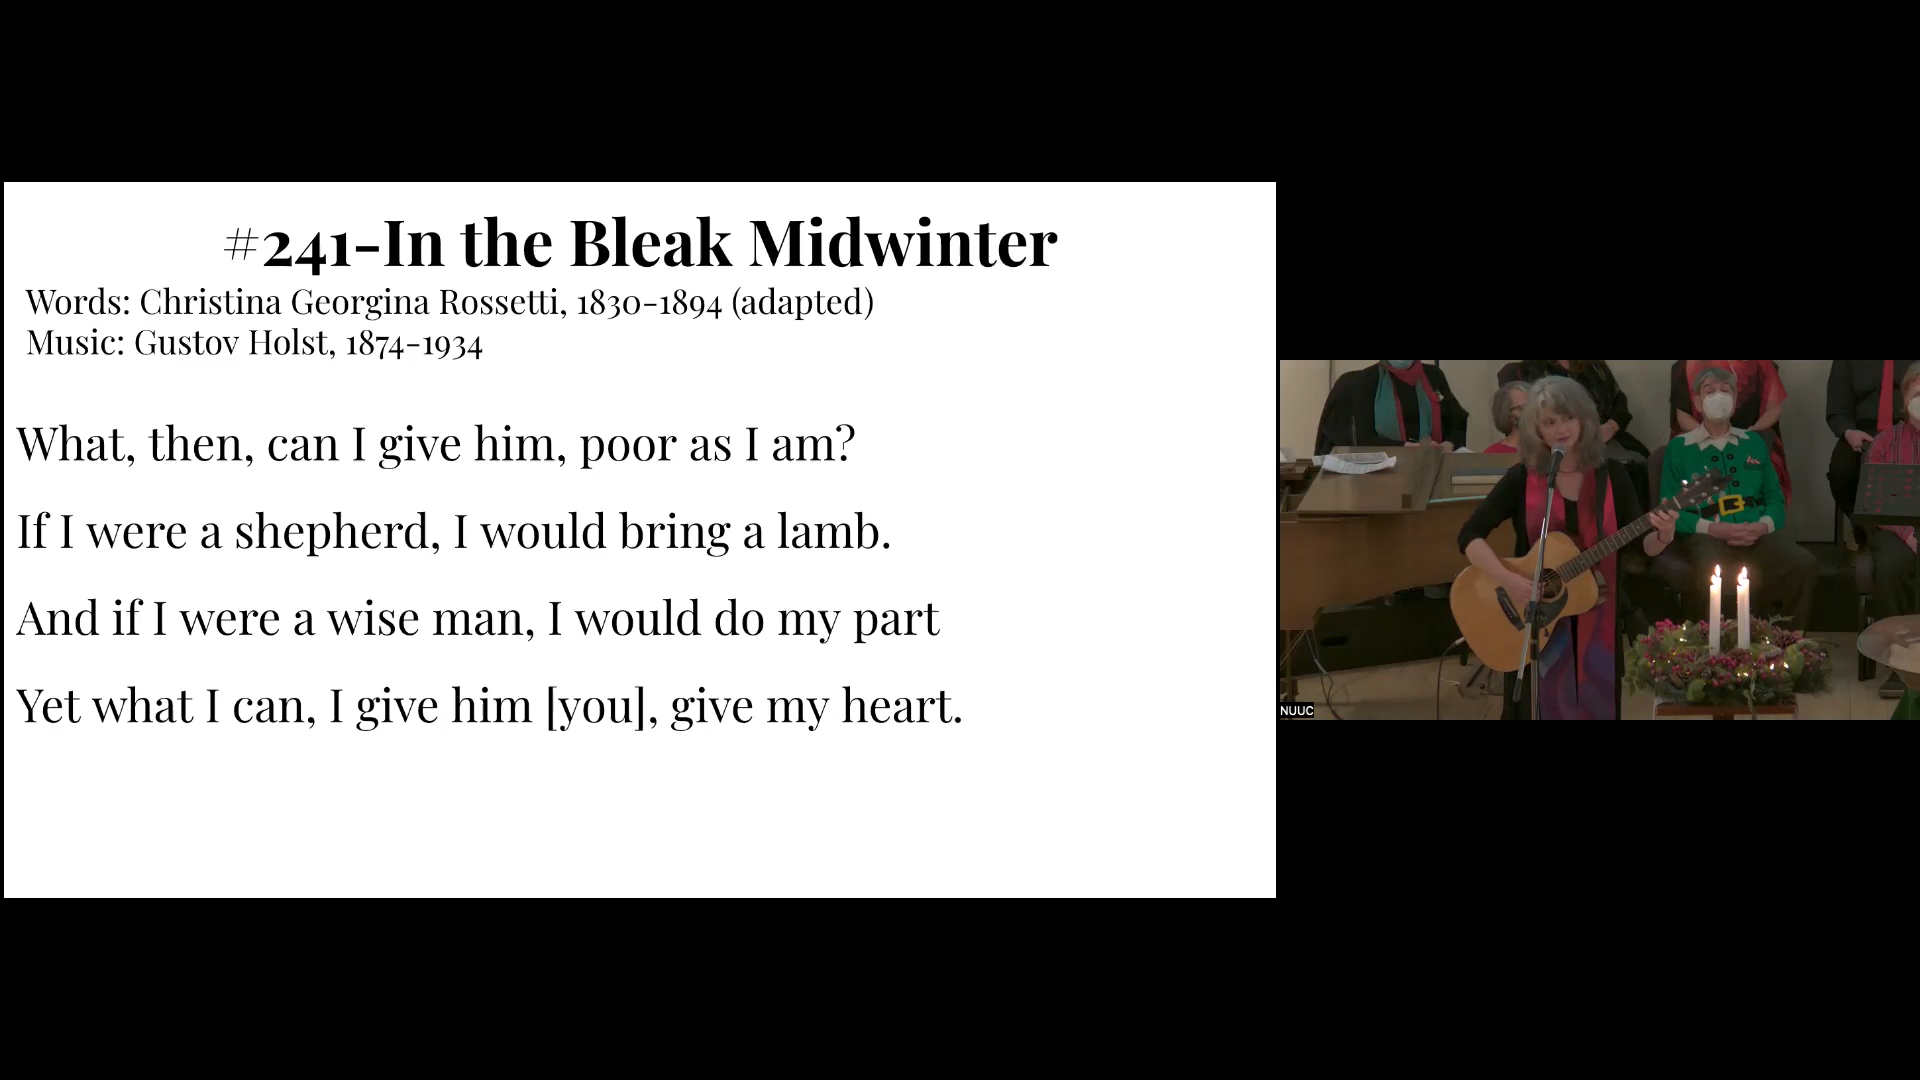 #241-In the Bleak Midwinter
Words: Christina Georgina Rossetti, 1830-1894 (adapted)
Music: Gustov Holst, 1874-1934
What, then, can I give him, poor as I am?
If I were a shepherd, I would bring a lamb.
And if I were a wise man, I would do my part
Yet what I can, I give him [you], give my heart.
NUUC